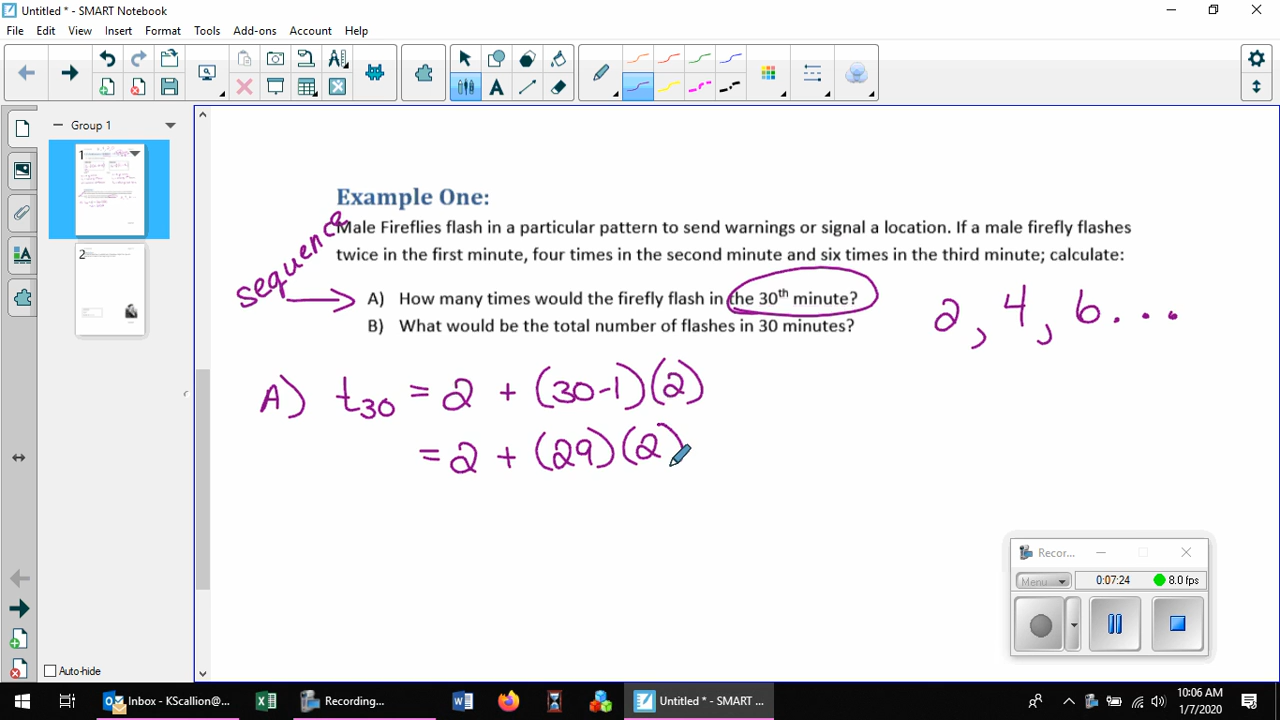 Untitled * - SMART Notebook
File Edit View Insert Format Tools Add-ons Account Help
Group 1
1
2
Example One:
Male Fireflies flash in a particular pattern to send warnings or signal a location. If a male firefly flashes
twice in the first minute, four times in the second minute and six times in the third minute; calculate:
sequence
A) How many times would the firefly flash in the 30th minute?
B) What would be the total number of flashes in 30 minutes?
2, 4, 6...
A) t30 = 2 + (30-1)(2)
= 2 + (29)(2)
Recor...
Menu 0:07:24 8.0 fps
Auto-hide
Inbox - KScallion@... Recording... Untitled * - SMART ... 10:06 AM
1/7/2020